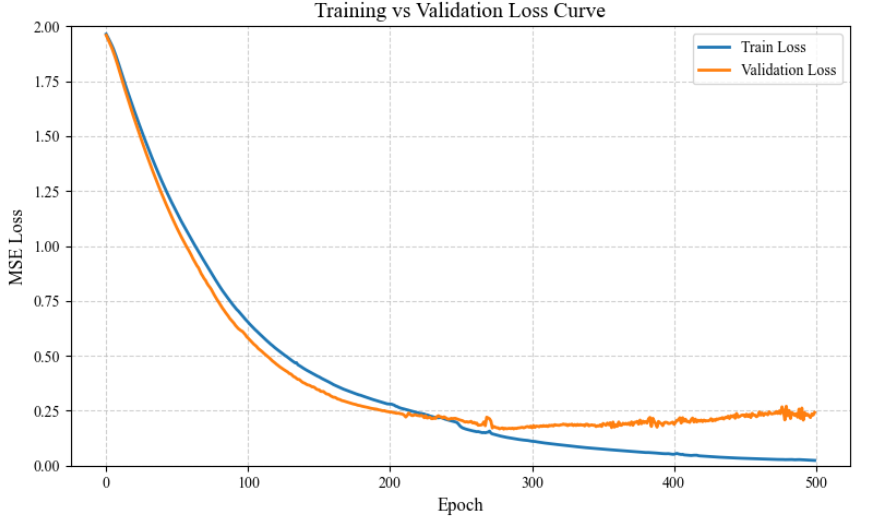 Training vs Validation Loss Curve
2.00
1.75
1.50
1.25
1.00
0.75
0.50
0.25
0.00
MSE Loss
Train Loss
Validation Loss
0 100 200 300 400 500
Epoch